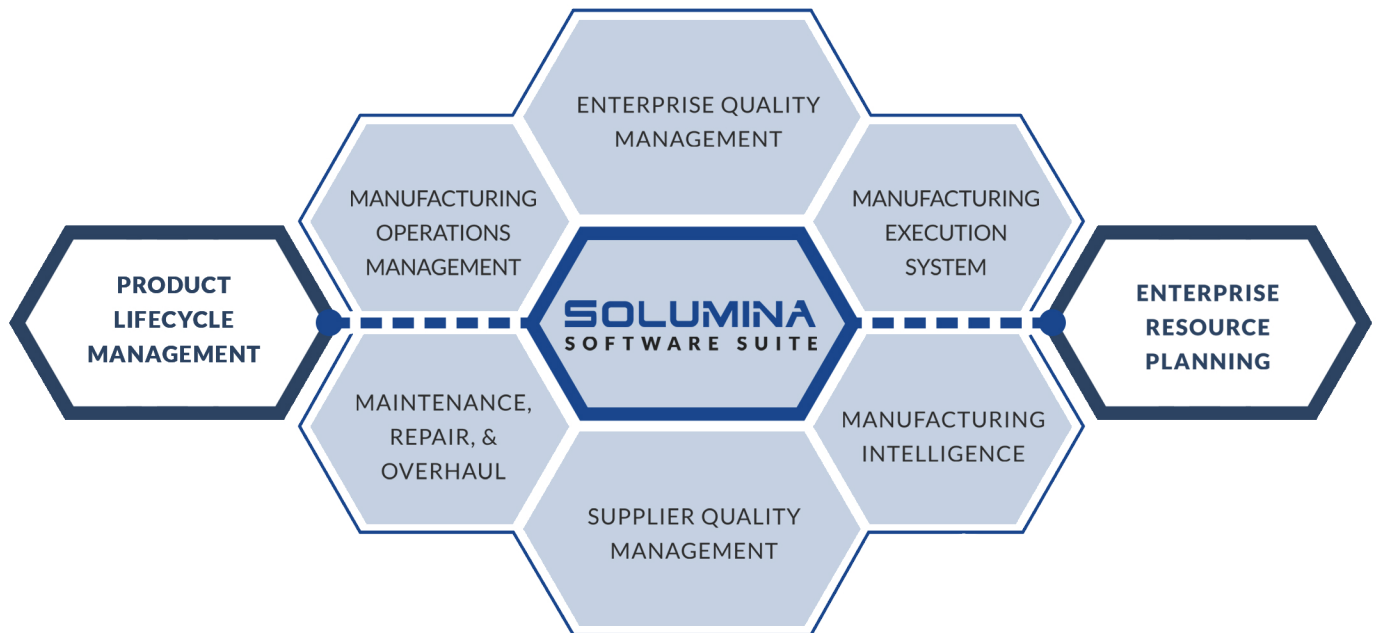 ENTERPRISE QUALITY
MANAGEMENT
MANUFACTURING
OPERATIONS
MANAGEMENT
MANUFACTURING
EXECUTION
SYSTEM
PRODUCT
LIFECYCLE
MANAGEMENT
SOLUMINA
SOFTWARE SUITE
ENTERPRISE
RESOURCE
PLANNING
MAINTENANCE,
REPAIR, &
OVERHAUL
MANUFACTURING
INTELLIGENCE
SUPPLIER QUALITY
MANAGEMENT